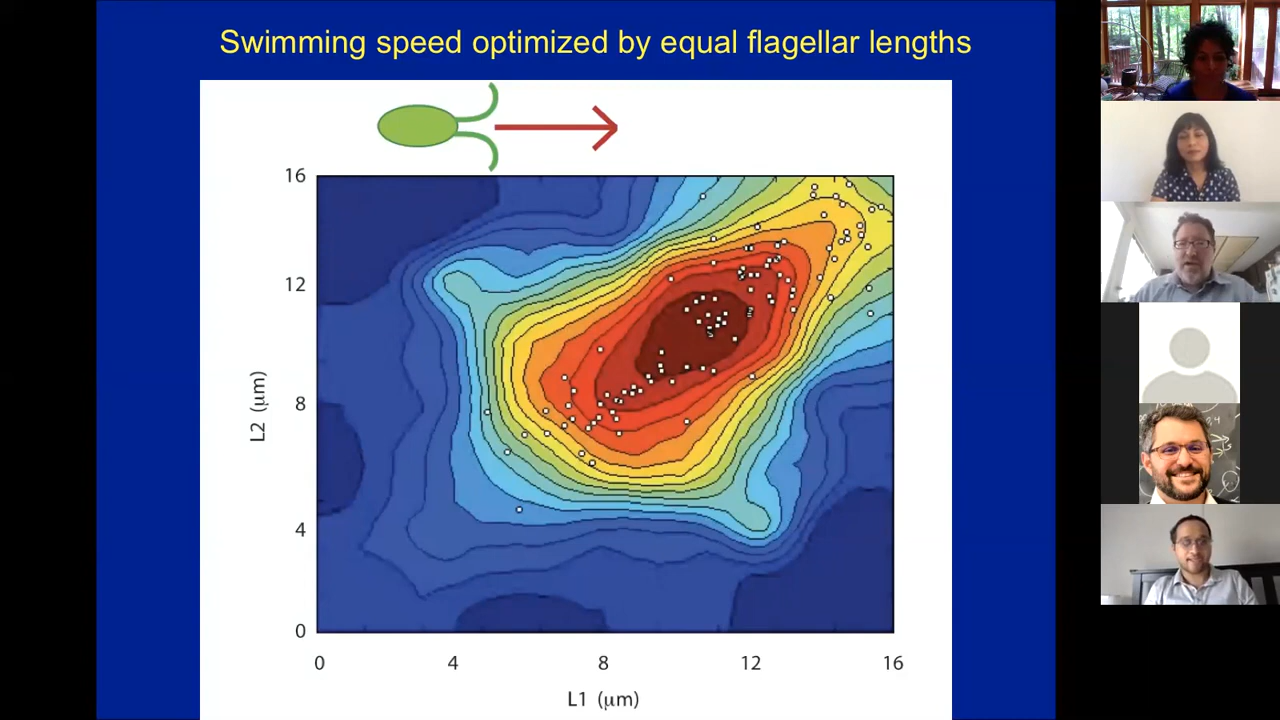 Swimming speed optimized by equal flagellar lengths
16
12
8
4
0
L2 (μm)
0 4 8 12 16
L1 (μm)